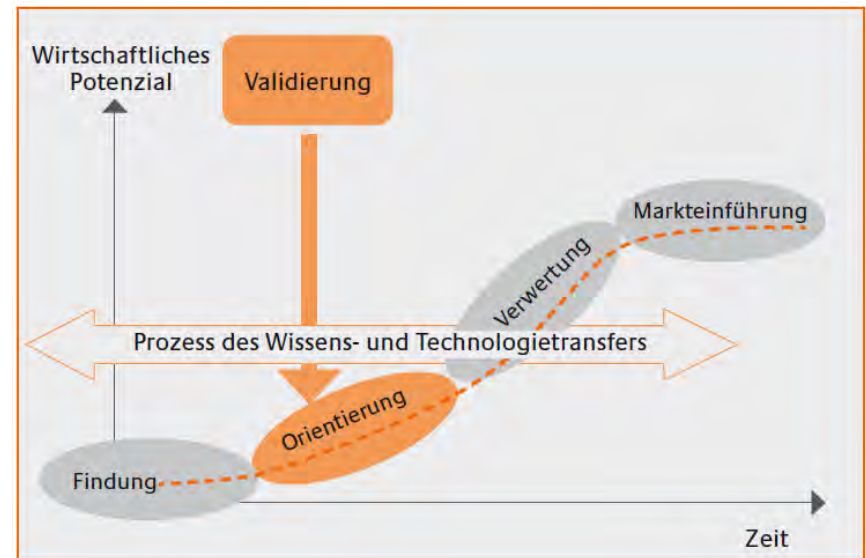 Wirtschaftliches
Potenzial
Validierung
Markteinführung
Verwertung
Prozess des Wissens- und Technologietransfers
Orientierung
Findung
Zeit